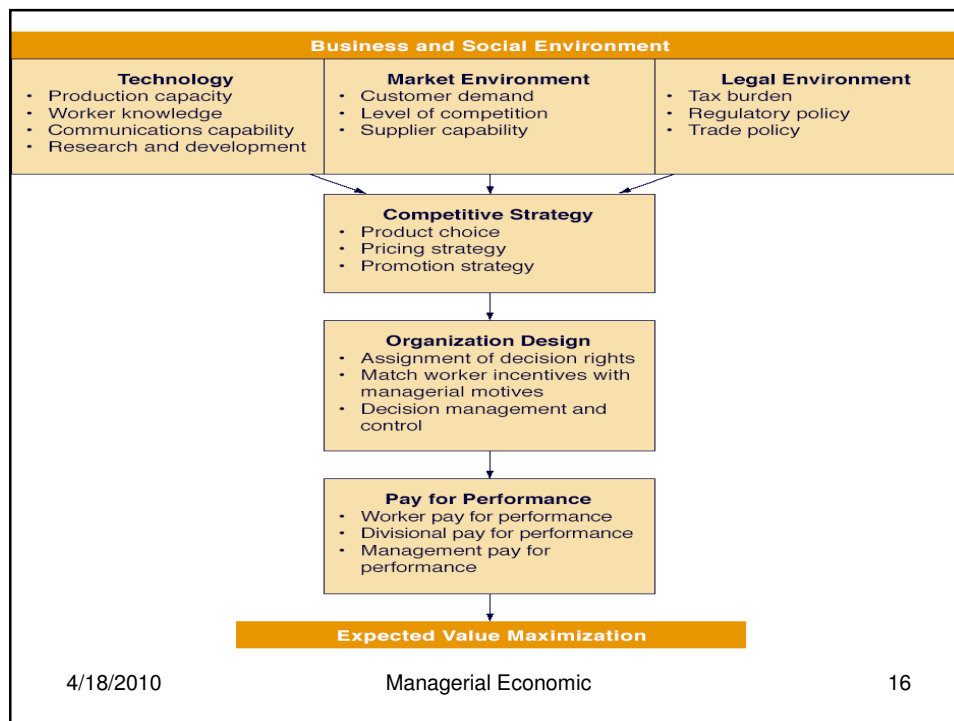 Business and Social Environment
Technology
• Production capacity
• Worker knowledge
• Communications capability
• Research and development
Market Environment
• Customer demand
• Level of competition
• Supplier capability
Legal Environment
• Tax burden
• Regulatory policy
• Trade policy
Competitive Strategy
• Product choice
• Pricing strategy
• Promotion strategy
Organization Design
• Assignment of decision rights
• Match worker incentives with
managerial motives
• Decision management and
control
Pay for Performance
• Worker pay for performance
• Divisional pay for performance
• Management pay for
performance
Expected Value Maximization
4/18/2010
Managerial Economic
16